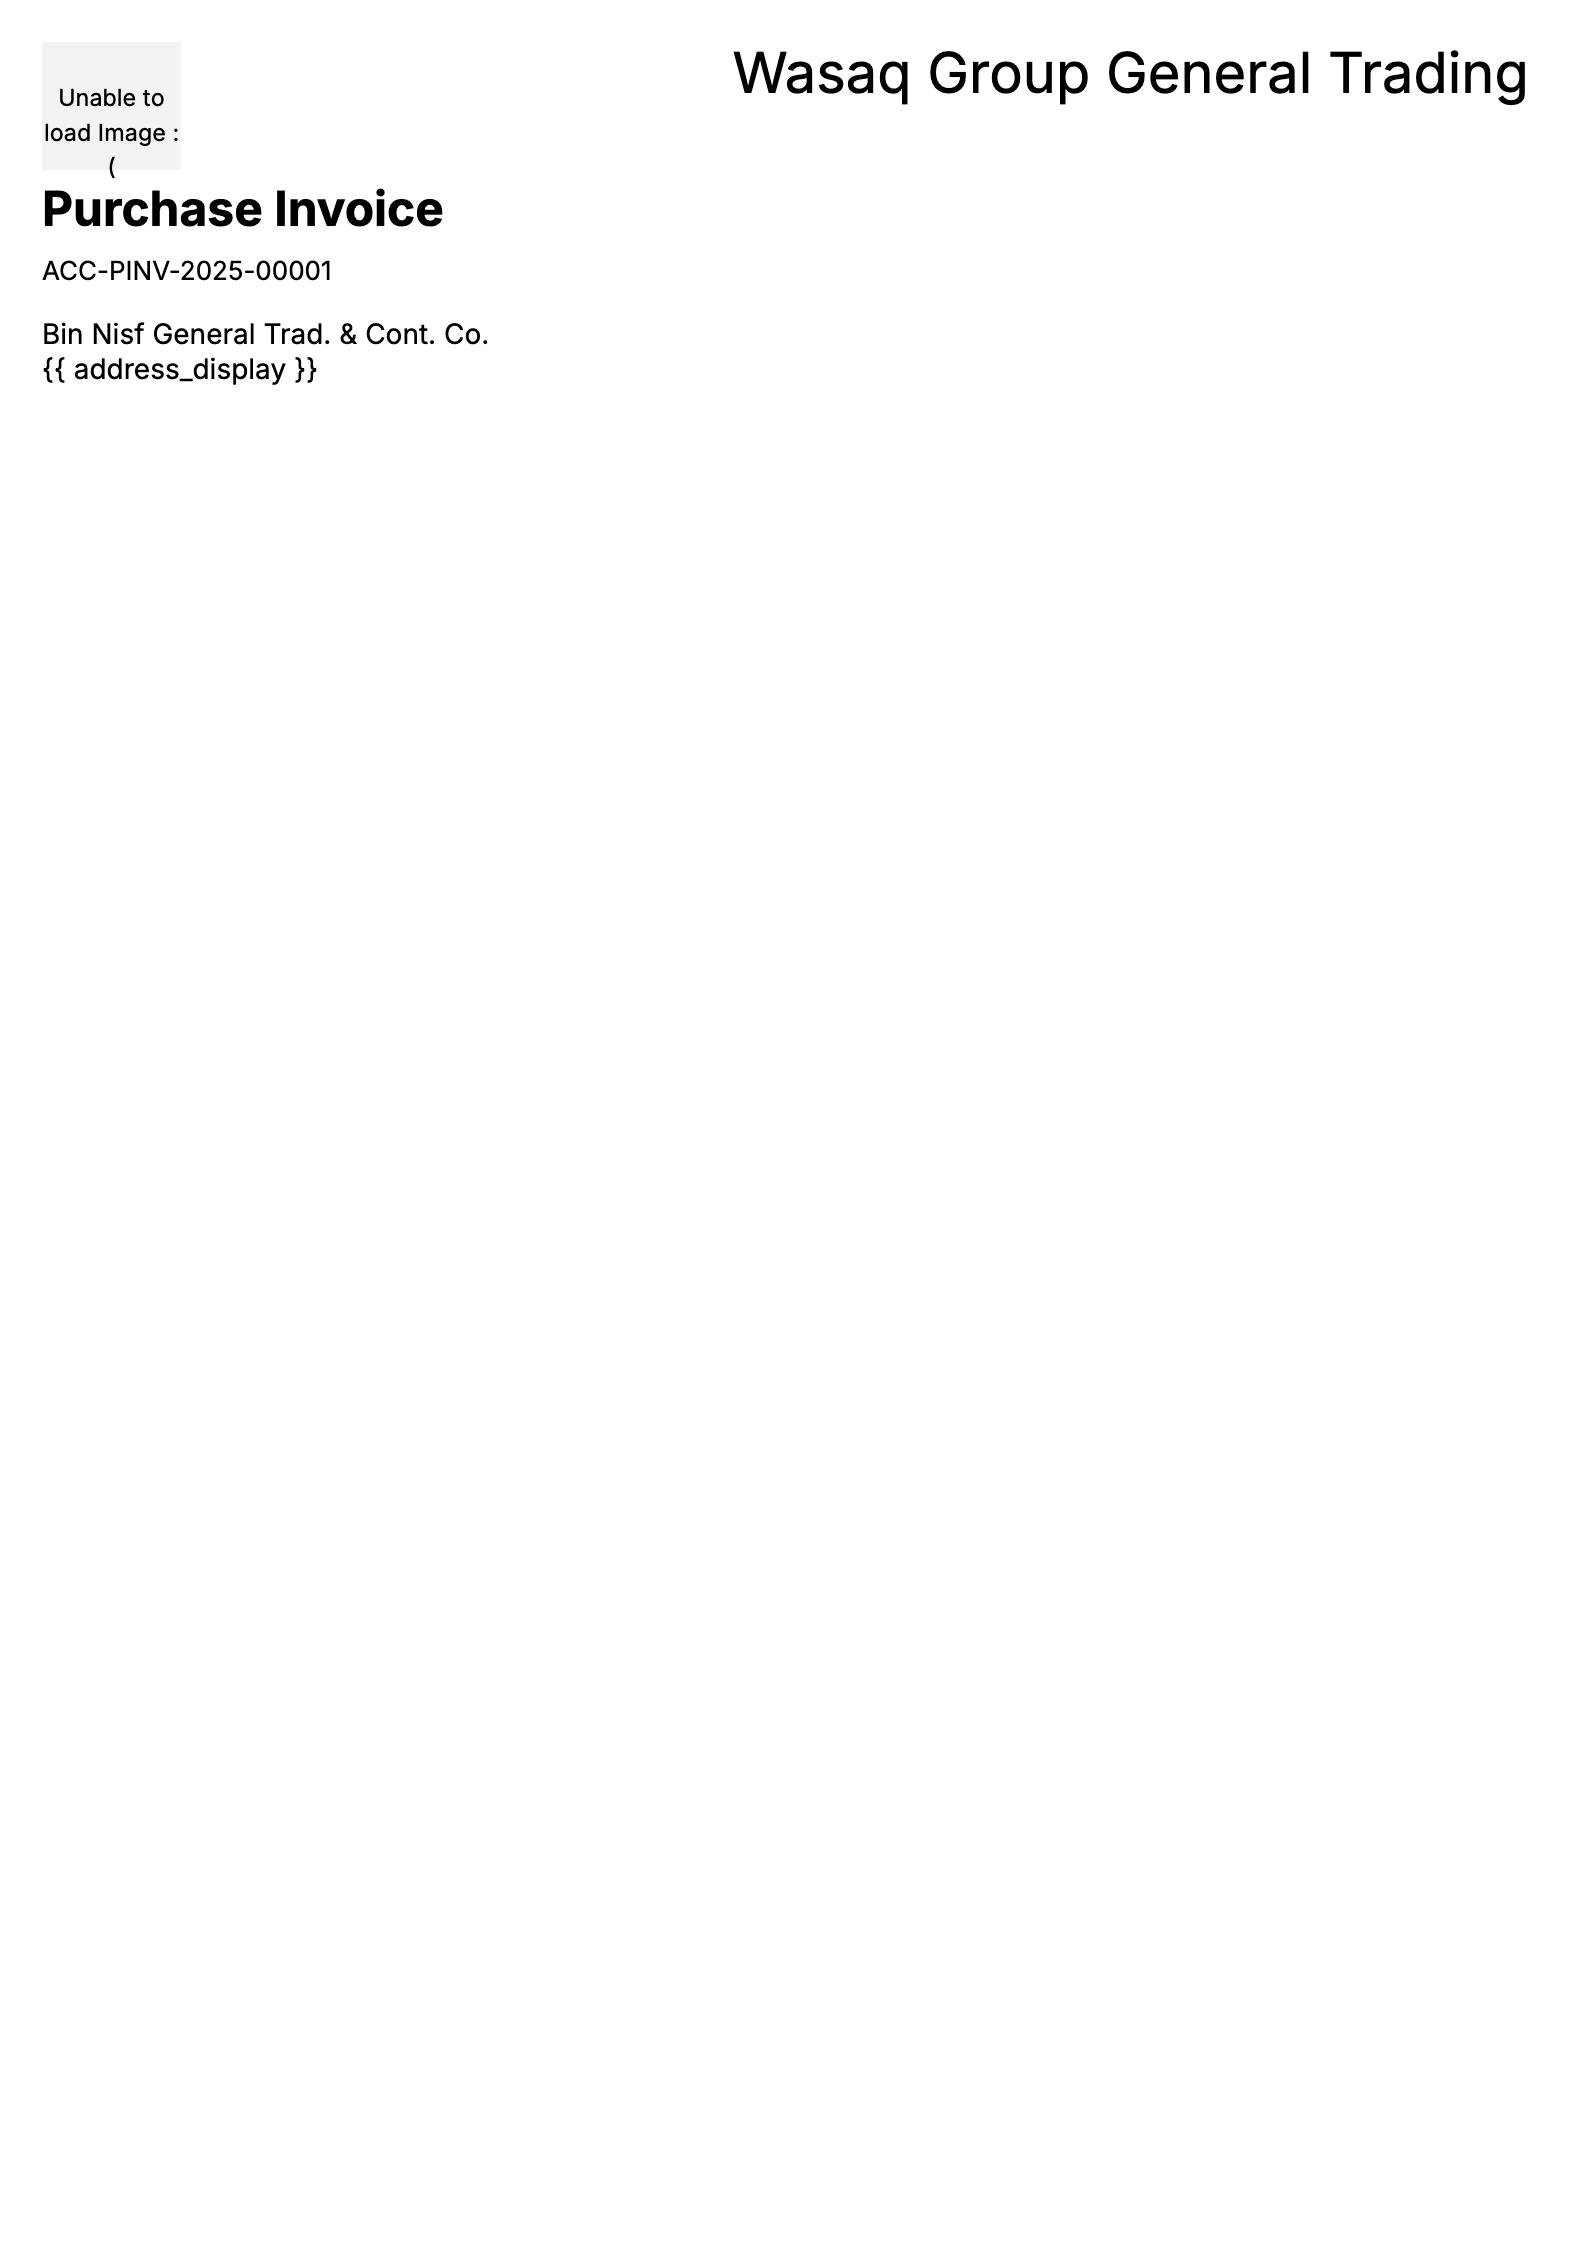 Unable to
load Image :
(
Wasaq Group General Trading
Purchase Invoice
ACC-PINV-2025-00001
Bin Nisf General Trad. & Cont. Co.
{{ address_display }}